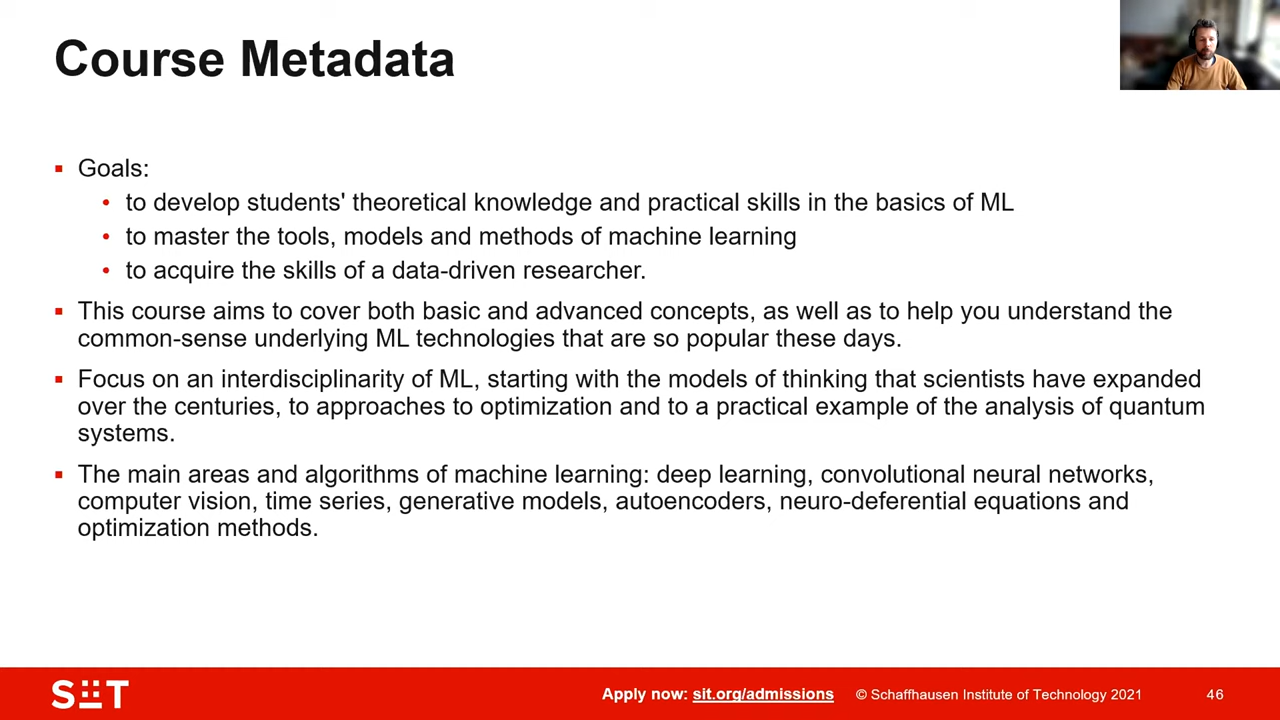 Course Metadata
Goals:
to develop students' theoretical knowledge and practical skills in the basics of ML
to master the tools, models and methods of machine learning
to acquire the skills of a data-driven researcher.
This course aims to cover both basic and advanced concepts, as well as to help you understand the
common-sense underlying ML technologies that are so popular these days.
Focus on an interdisciplinarity of ML, starting with the models of thinking that scientists have expanded
over the centuries, to approaches to optimization and to a practical example of the analysis of quantum
systems.
The main areas and algorithms of machine learning: deep learning, convolutional neural networks,
computer vision, time series, generative models, autoencoders, neuro-deferential equations and
optimization methods.
SIT Apply now: sit.org/admissions © Schaffhausen Institute of Technology 2021 46